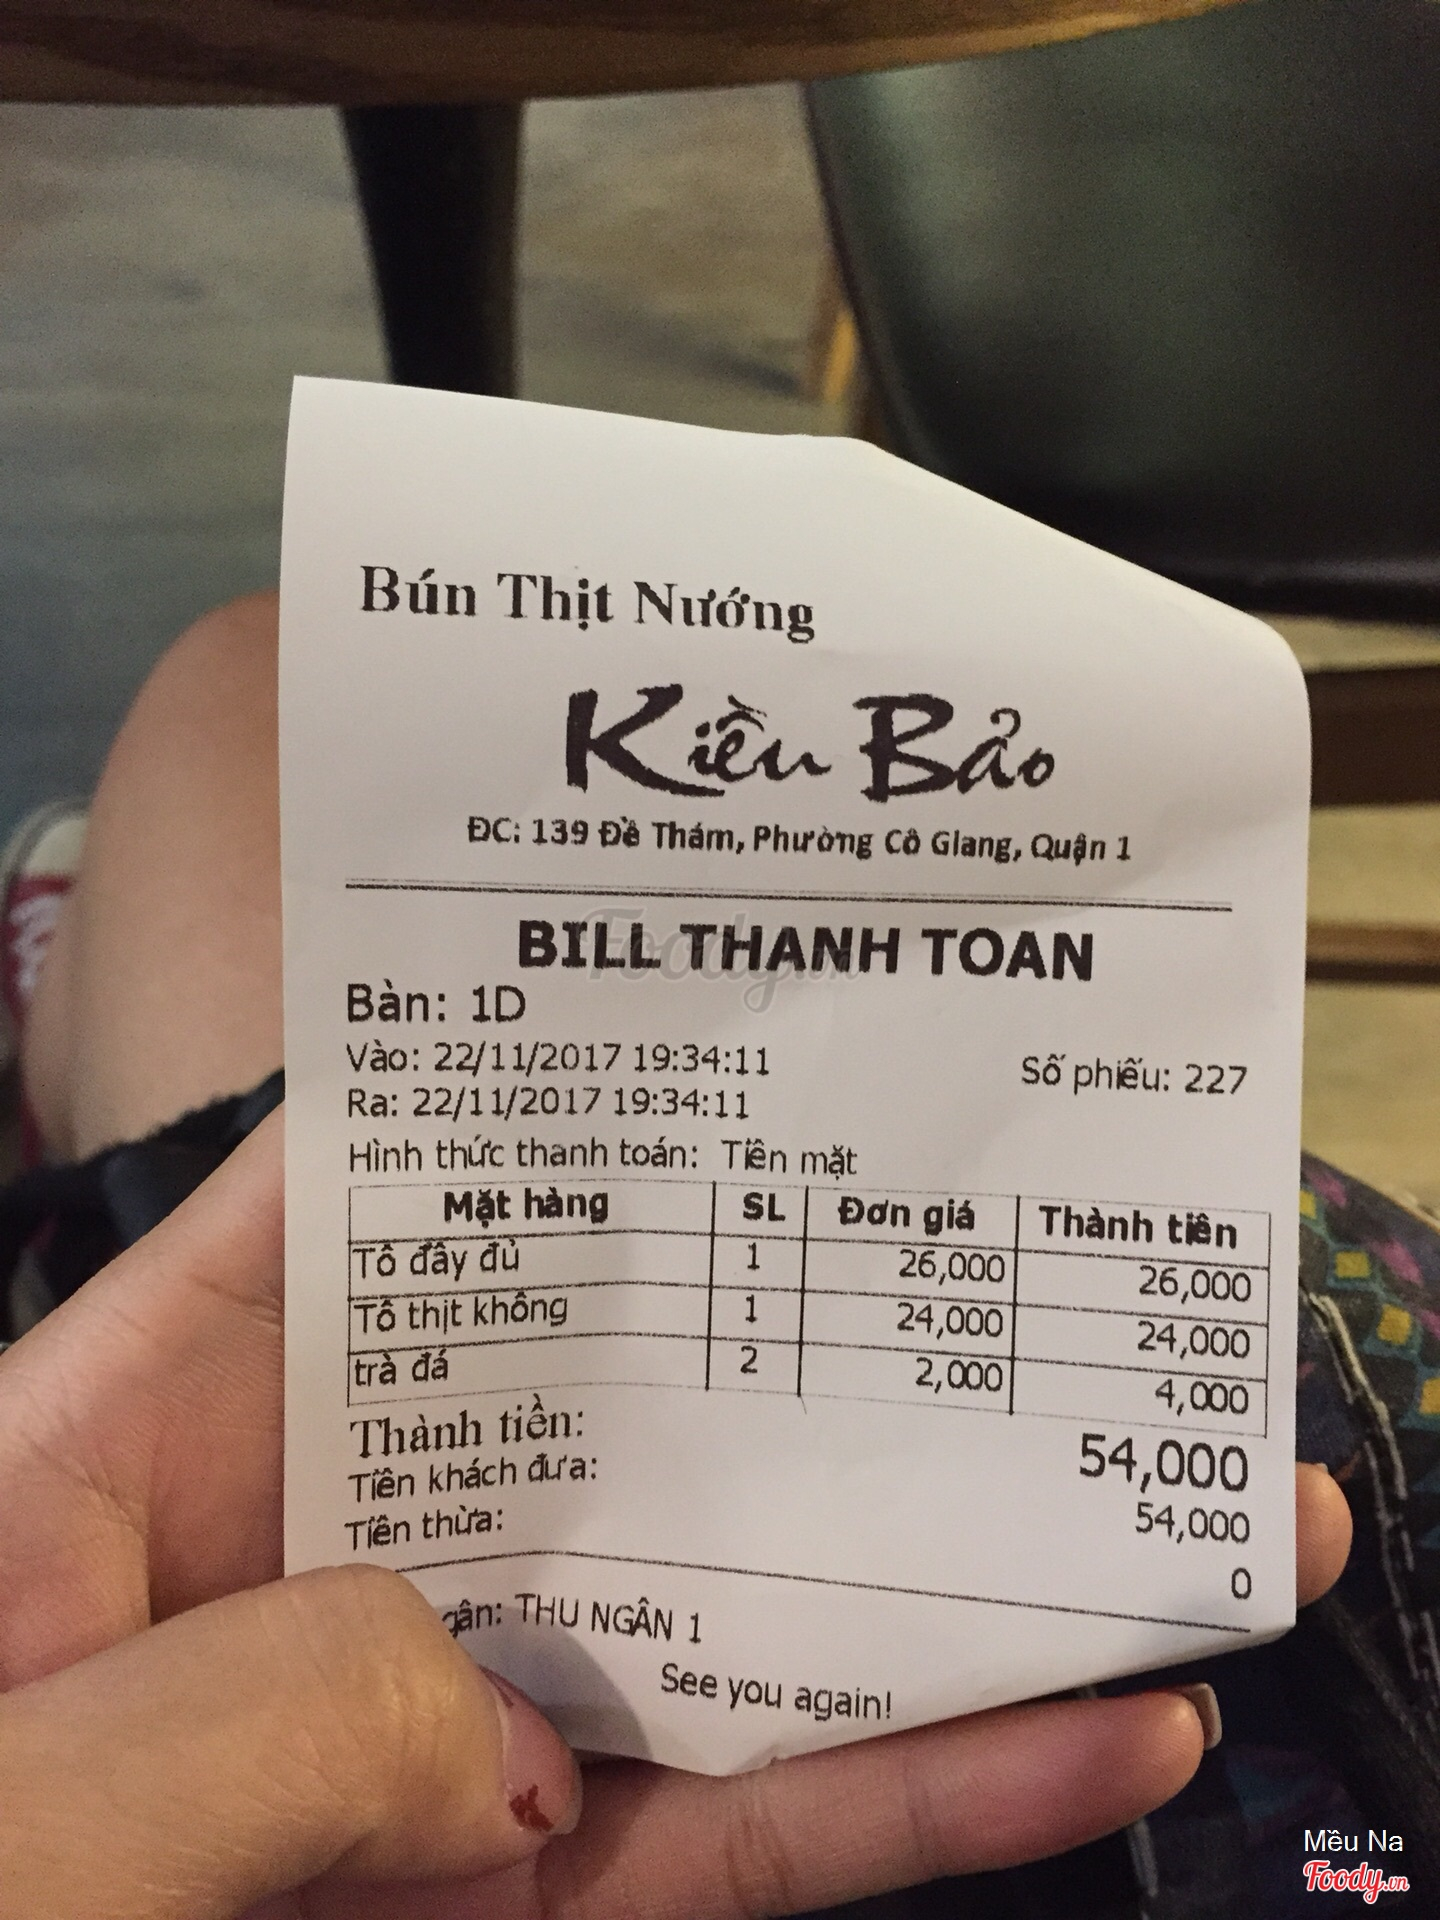 Bún Thịt Nướng
Kiều Bảo
ĐC: 139 Đề Thám, Phường Cô Giang, Quận 1
BILL THANH TOAN
Bàn: 1D
Vào: 22/11/2017 19:34:11 Số phiếu: 227
Ra: 22/11/2017 19:34:11
Hình thức thanh toán: Tiền mặt
Mặt hàng SL Đơn giá Thành tiền
Tô đầy đủ 1 26,000 26,000
Tô thịt không 1 24,000 24,000
trà đá 2 2,000 4,000
Thành tiền: 54,000
Tiền khách đưa: 54,000
Tiền thừa: 0
gân: THU NGÂN 1
See you again!
Foody.vn
Mều Na
Foody.vn